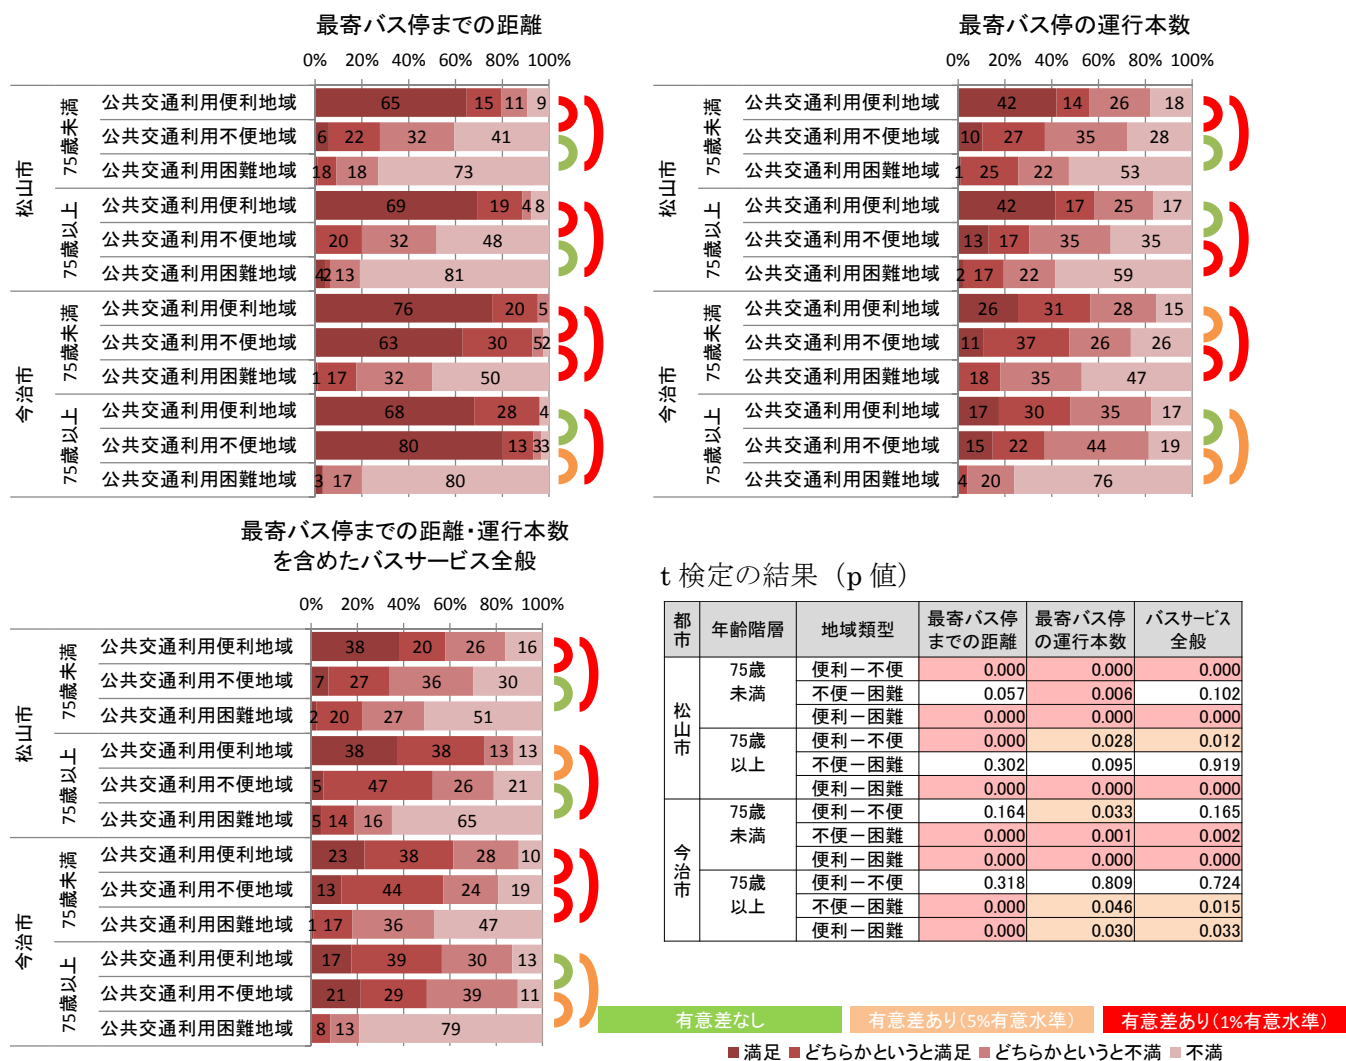 最寄バス停までの距離
0% 20% 40% 60% 80% 100%
松山市
75歳未満
公共交通利用便利地域 65 15 11 9
公共交通利用不便地域 6 22 32 41
公共交通利用困難地域 1 8 18 73
75歳以上
公共交通利用便利地域 69 19 4 8
公共交通利用不便地域 20 32 48
公共交通利用困難地域 4 2 13 81
今治市
75歳未満
公共交通利用便利地域 76 20 5
公共交通利用不便地域 63 30 5 2
公共交通利用困難地域 1 17 32 50
75歳以上
公共交通利用便利地域 68 28 4
公共交通利用不便地域 80 13 3 3
公共交通利用困難地域 3 17 80
最寄バス停の運行本数
0% 20% 40% 60% 80% 100%
松山市
75歳未満
公共交通利用便利地域 42 14 26 18
公共交通利用不便地域 10 27 35 28
公共交通利用困難地域 1 25 22 53
75歳以上
公共交通利用便利地域 42 17 25 17
公共交通利用不便地域 13 17 35 35
公共交通利用困難地域 2 17 22 59
今治市
75歳未満
公共交通利用便利地域 26 31 28 15
公共交通利用不便地域 11 37 26 26
公共交通利用困難地域 18 35 47
75歳以上
公共交通利用便利地域 17 30 35 17
公共交通利用不便地域 15 22 44 19
公共交通利用困難地域 4 20 76
最寄バス停までの距離・運行本数
を含めたバスサービス全般
0% 20% 40% 60% 80% 100%
松山市
75歳未満
公共交通利用便利地域 38 20 26 16
公共交通利用不便地域 7 27 36 30
公共交通利用困難地域 2 20 27 51
75歳以上
公共交通利用便利地域 38 38 13 13
公共交通利用不便地域 5 47 26 21
公共交通利用困難地域 5 14 16 65
今治市
75歳未満
公共交通利用便利地域 23 38 28 10
公共交通利用不便地域 13 44 24 19
公共交通利用困難地域 1 17 36 47
75歳以上
公共交通利用便利地域 17 39 30 13
公共交通利用不便地域 21 29 39 11
公共交通利用困難地域 8 13 79
t 検定の結果（p 値）
都市 年齢階層 地域類型 最寄バス停までの距離 最寄バス停の運行本数 バスサービス全般
松山市 75歳未満 便利－不便 0.000 0.000 0.000
不便－困難 0.057 0.006 0.102
便利－困難 0.000 0.000 0.000
75歳以上 便利－不便 0.000 0.028 0.012
不便－困難 0.302 0.095 0.919
便利－困難 0.000 0.000 0.000
今治市 75歳未満 便利－不便 0.164 0.033 0.165
不便－困難 0.000 0.001 0.002
便利－困難 0.000 0.000 0.000
75歳以上 便利－不便 0.318 0.809 0.724
不便－困難 0.000 0.046 0.015
便利－困難 0.000 0.030 0.033
有意差なし 有意差あり(5%有意水準) 有意差あり(1%有意水準)
満足 どちらかというと満足 どちらかというと不満 不満